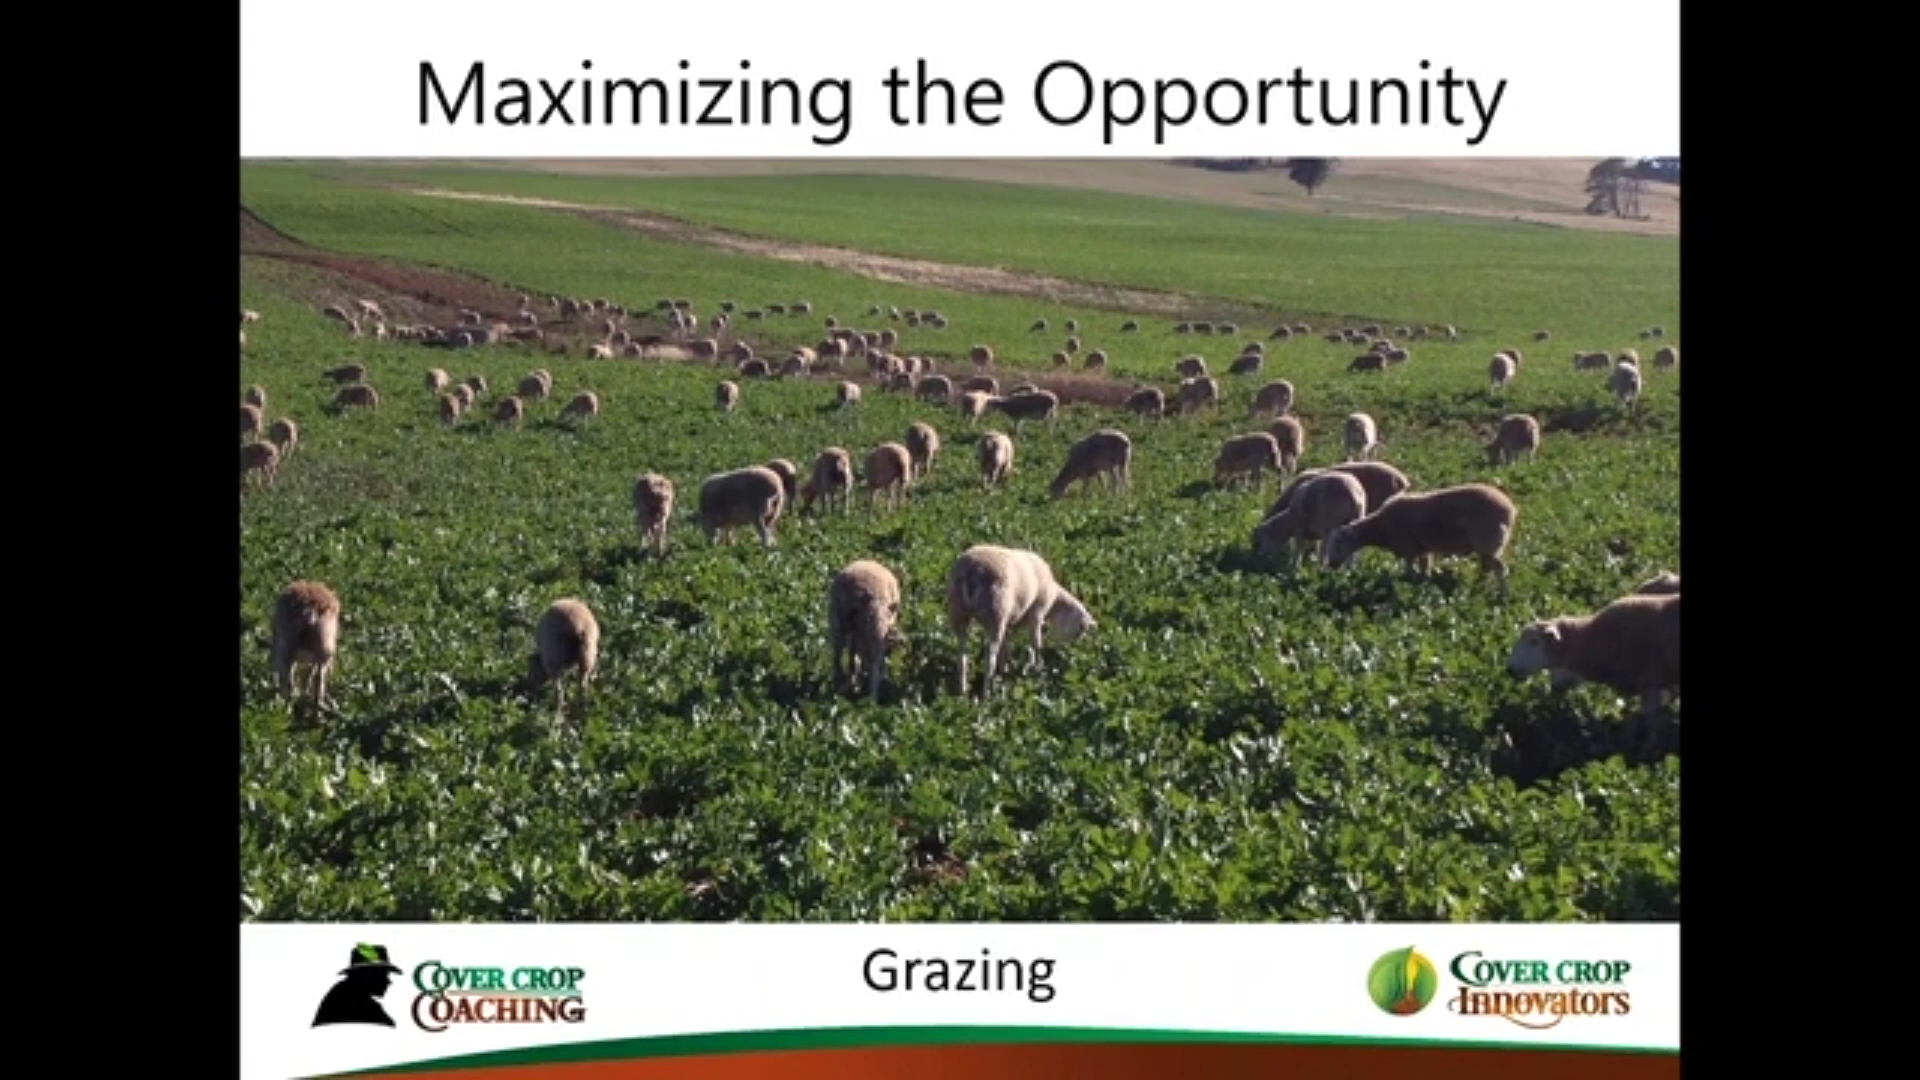 Maximizing the Opportunity
COVER CROP
COACHING
Grazing
COVER CROP
Innovators